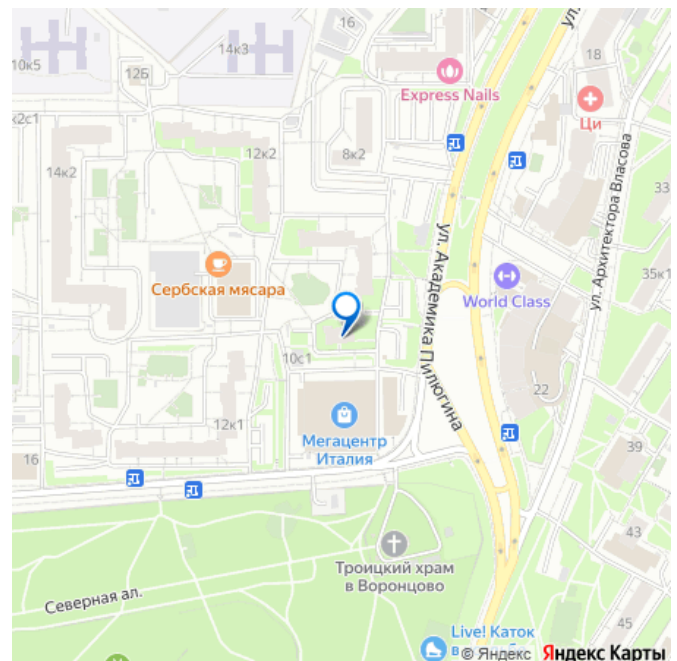 16
14к3
ул.
10к5
12Б
18
Express Nails
Ци
к2с1
12к2
8к2
14к2
33
ул. Архитектора Власова
ул. Академика Пилюгина
35к1
Сербская мясара
World Class
10с1
22
12к1
Мегацентр
Италия
16
39
43
Троицкий храм
в Воронцово
Северная ал.
45
Live! Каток
© Яндекс
Яндекс Карты